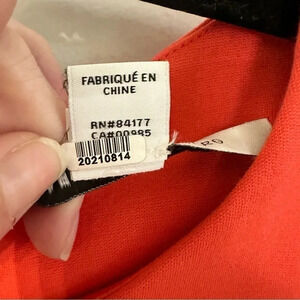 FABRIQUÉ EN
CHINE
RN#84177
CA#00985
20210814